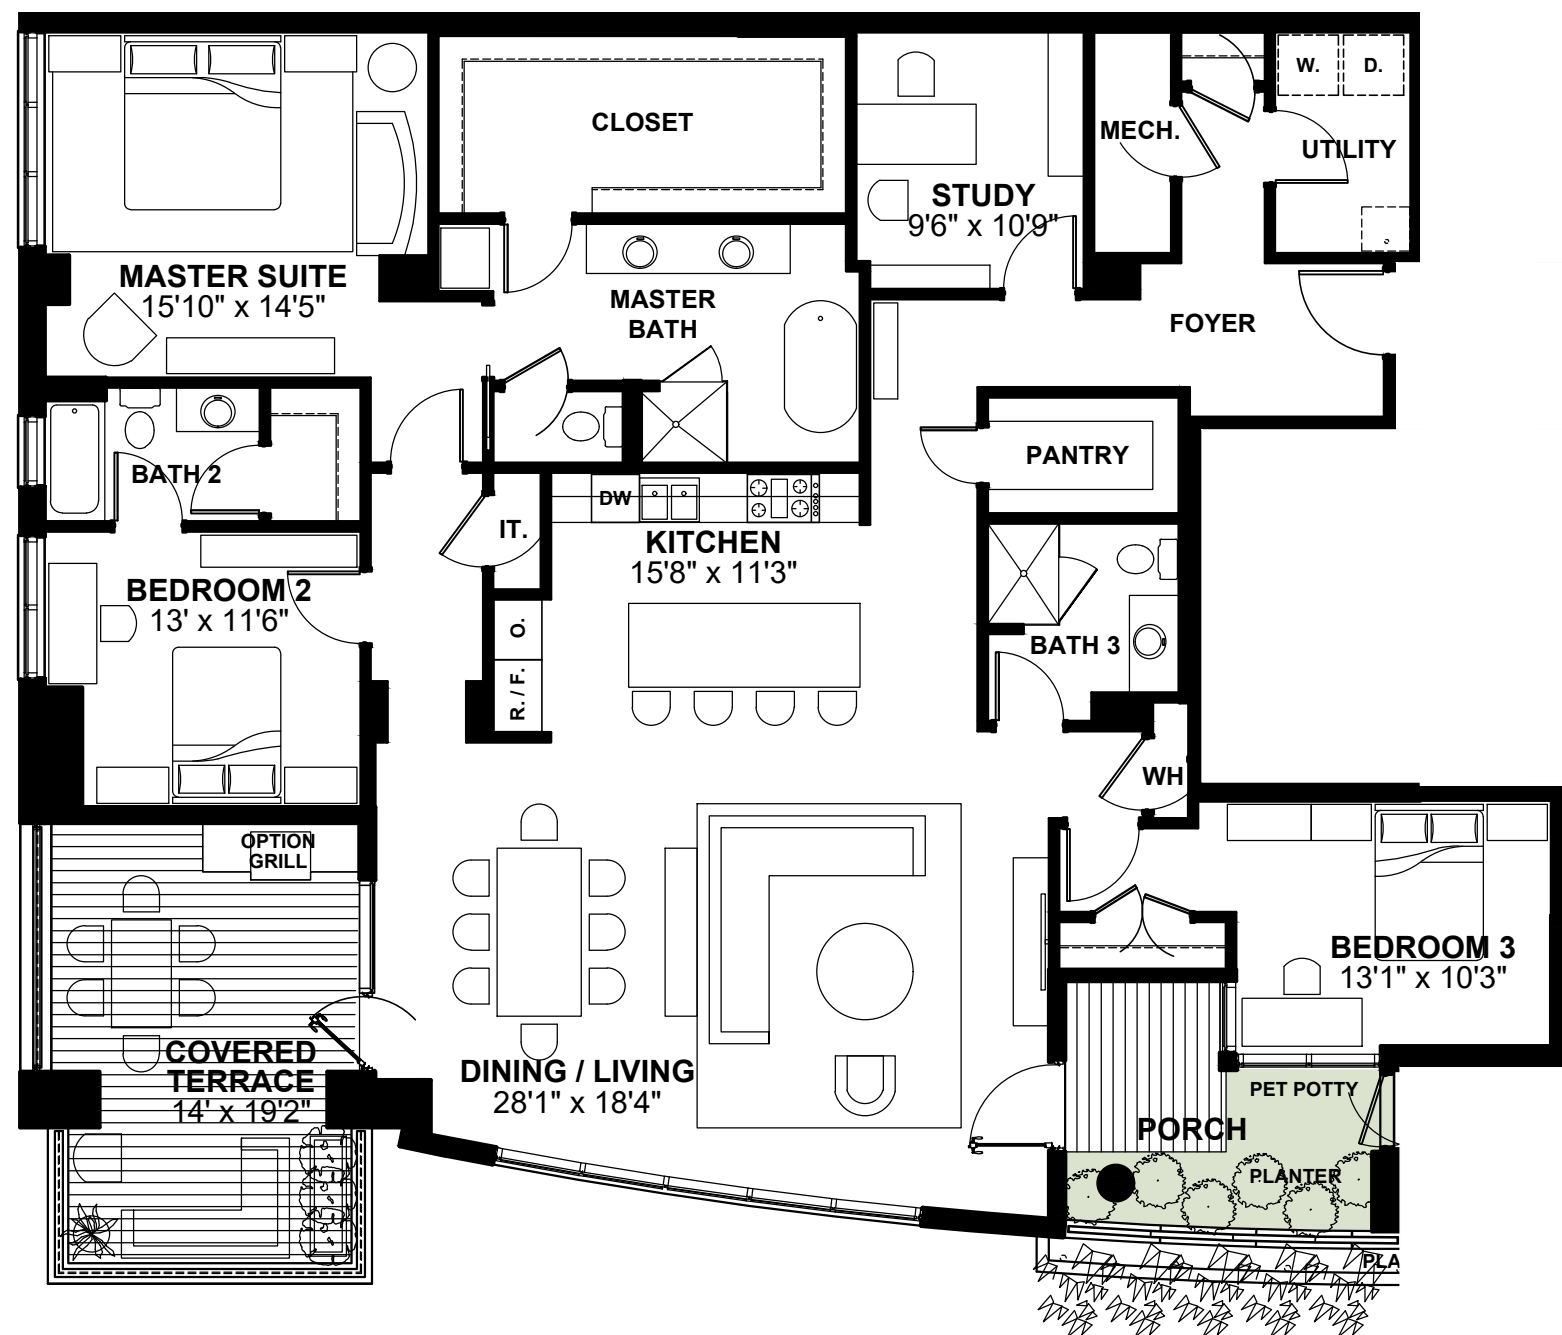 W.
D.
CLOSET
MECH.
UTILITY
STUDY
9'6" x 10'9"
MASTER SUITE
15'10" x 14'5"
MASTER
BATH
FOYER
PANTRY
BATH 2
DW
IT.
KITCHEN
15'8" x 11'3"
BEDROOM 2
13' x 11'6"
O.
R. / F.
BATH 3
WH
OPTION
GRILL
BEDROOM 3
13'1" x 10'3"
COVERED
TERRACE
14' x 19'2"
DINING / LIVING
28'1" x 18'4"
PET POTTY
PORCH
PLANTER
PLA